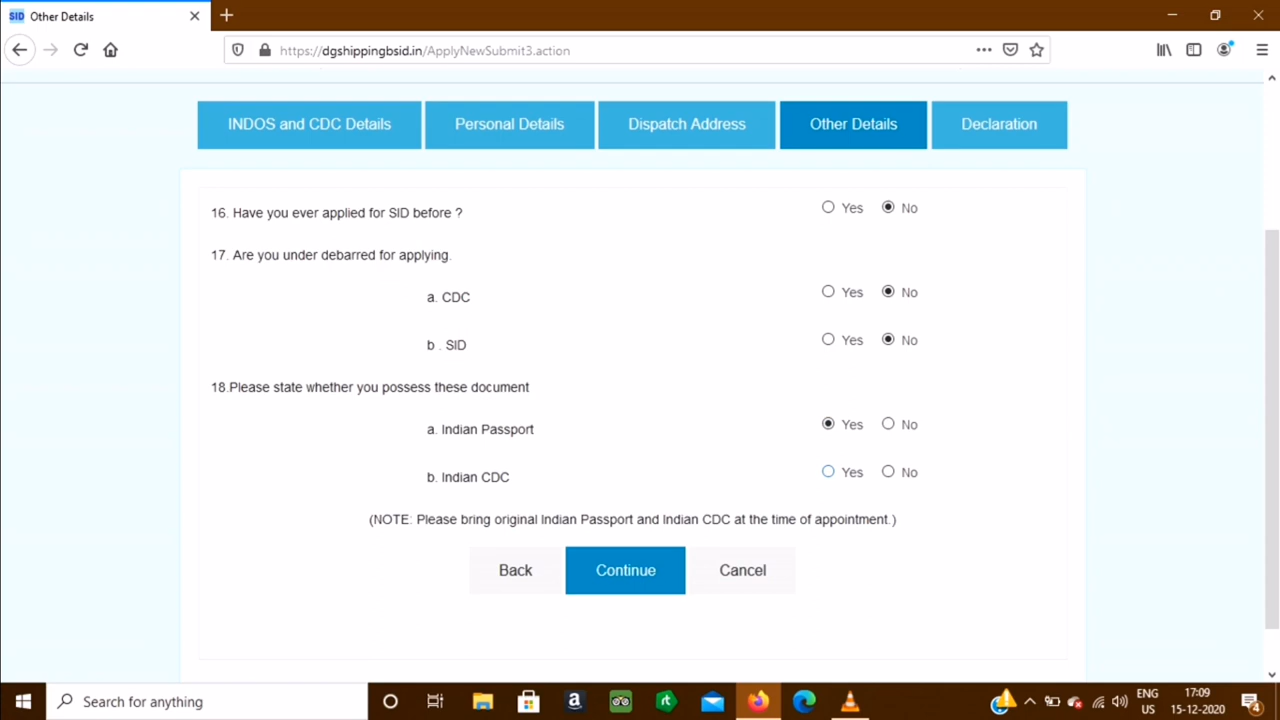 SID Other Details
https://dgshippingbsid.in/ApplyNewSubmit3.action
INDOS and CDC Details Personal Details Dispatch Address Other Details Declaration
16. Have you ever applied for SID before ? Yes No
17. Are you under debarred for applying.
a. CDC Yes No
b . SID Yes No
18.Please state whether you possess these document
a. Indian Passport Yes No
b. Indian CDC Yes No
(NOTE: Please bring original Indian Passport and Indian CDC at the time of appointment.)
Back Continue Cancel
Search for anything
ENG 17:09
US 15-12-2020 4